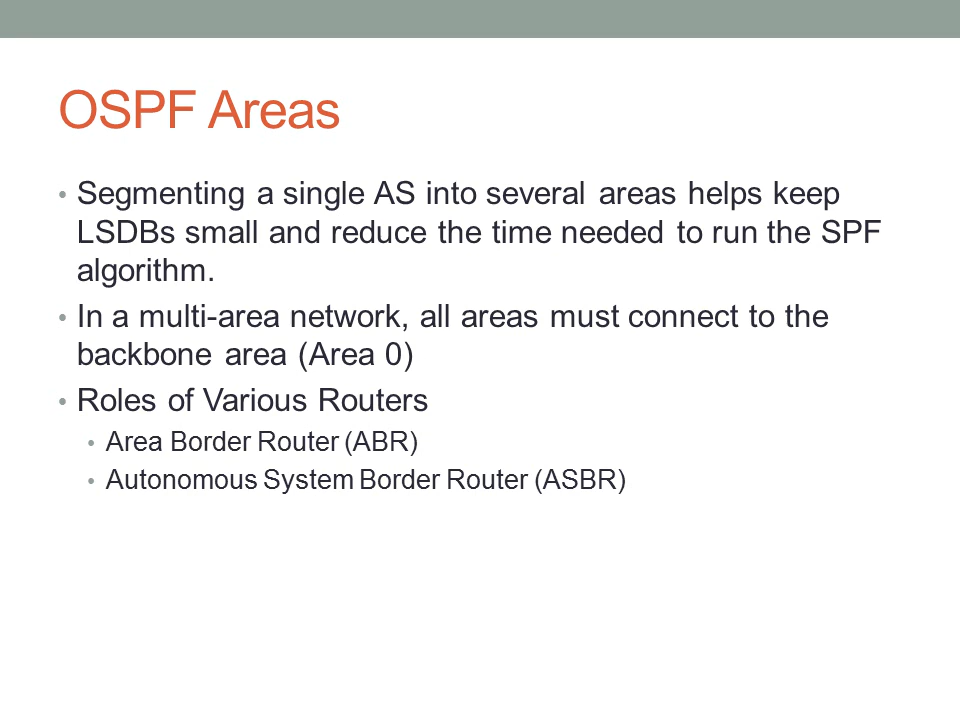 OSPF Areas
• Segmenting a single AS into several areas helps keep
LSDBs small and reduce the time needed to run the SPF
algorithm.
• In a multi-area network, all areas must connect to the
backbone area (Area 0)
• Roles of Various Routers
• Area Border Router (ABR)
• Autonomous System Border Router (ASBR)